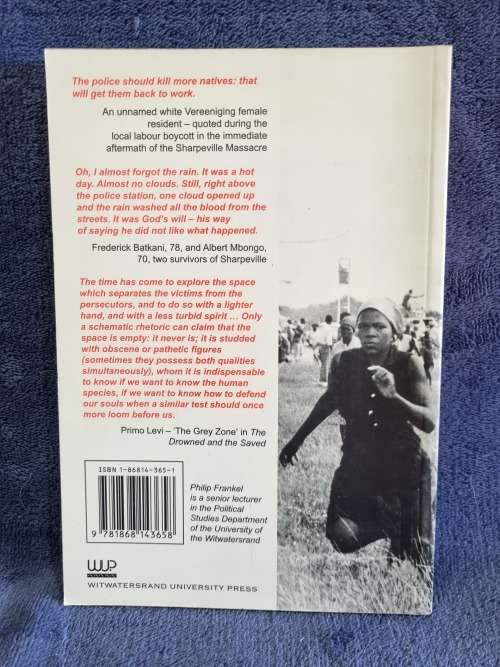 The police should kill more natives: that
will get them back to work.
An unnamed white Vereeniging female
resident – quoted during the
local labour boycott in the immediate
aftermath of the Sharpeville Massacre
Oh, I almost forgot the rain. It was a hot
day. Almost no clouds. Still, right above
the police station, one cloud opened up
and the rain washed all the blood from the
streets. It was God's will – his way
of saying he did not like what happened.
Frederick Batkani, 78, and Albert Mbongo,
70, two survivors of Sharpeville
The time has come to explore the space
which separates the victims from the
persecutors, and to do so with a lighter
hand, and with a less turbid spirit ... Only
a schematic rhetoric can claim that the
space is empty: it never is; it is studded
with obscene or pathetic figures
(sometimes they possess both qualities
simultaneously), whom it is indispensable
to know if we want to know the human
species, if we want to know how to defend
our souls when a similar test should once
more loom before us.
Primo Levi – 'The Grey Zone' in The
Drowned and the Saved
ISBN 1-86814-365-1
9 781868 143658
Philip Frankel
is a senior lecturer
in the Political
Studies Department
of the University of
the Witwatersrand
WUP
WITWATERSRAND UNIVERSITY PRESS